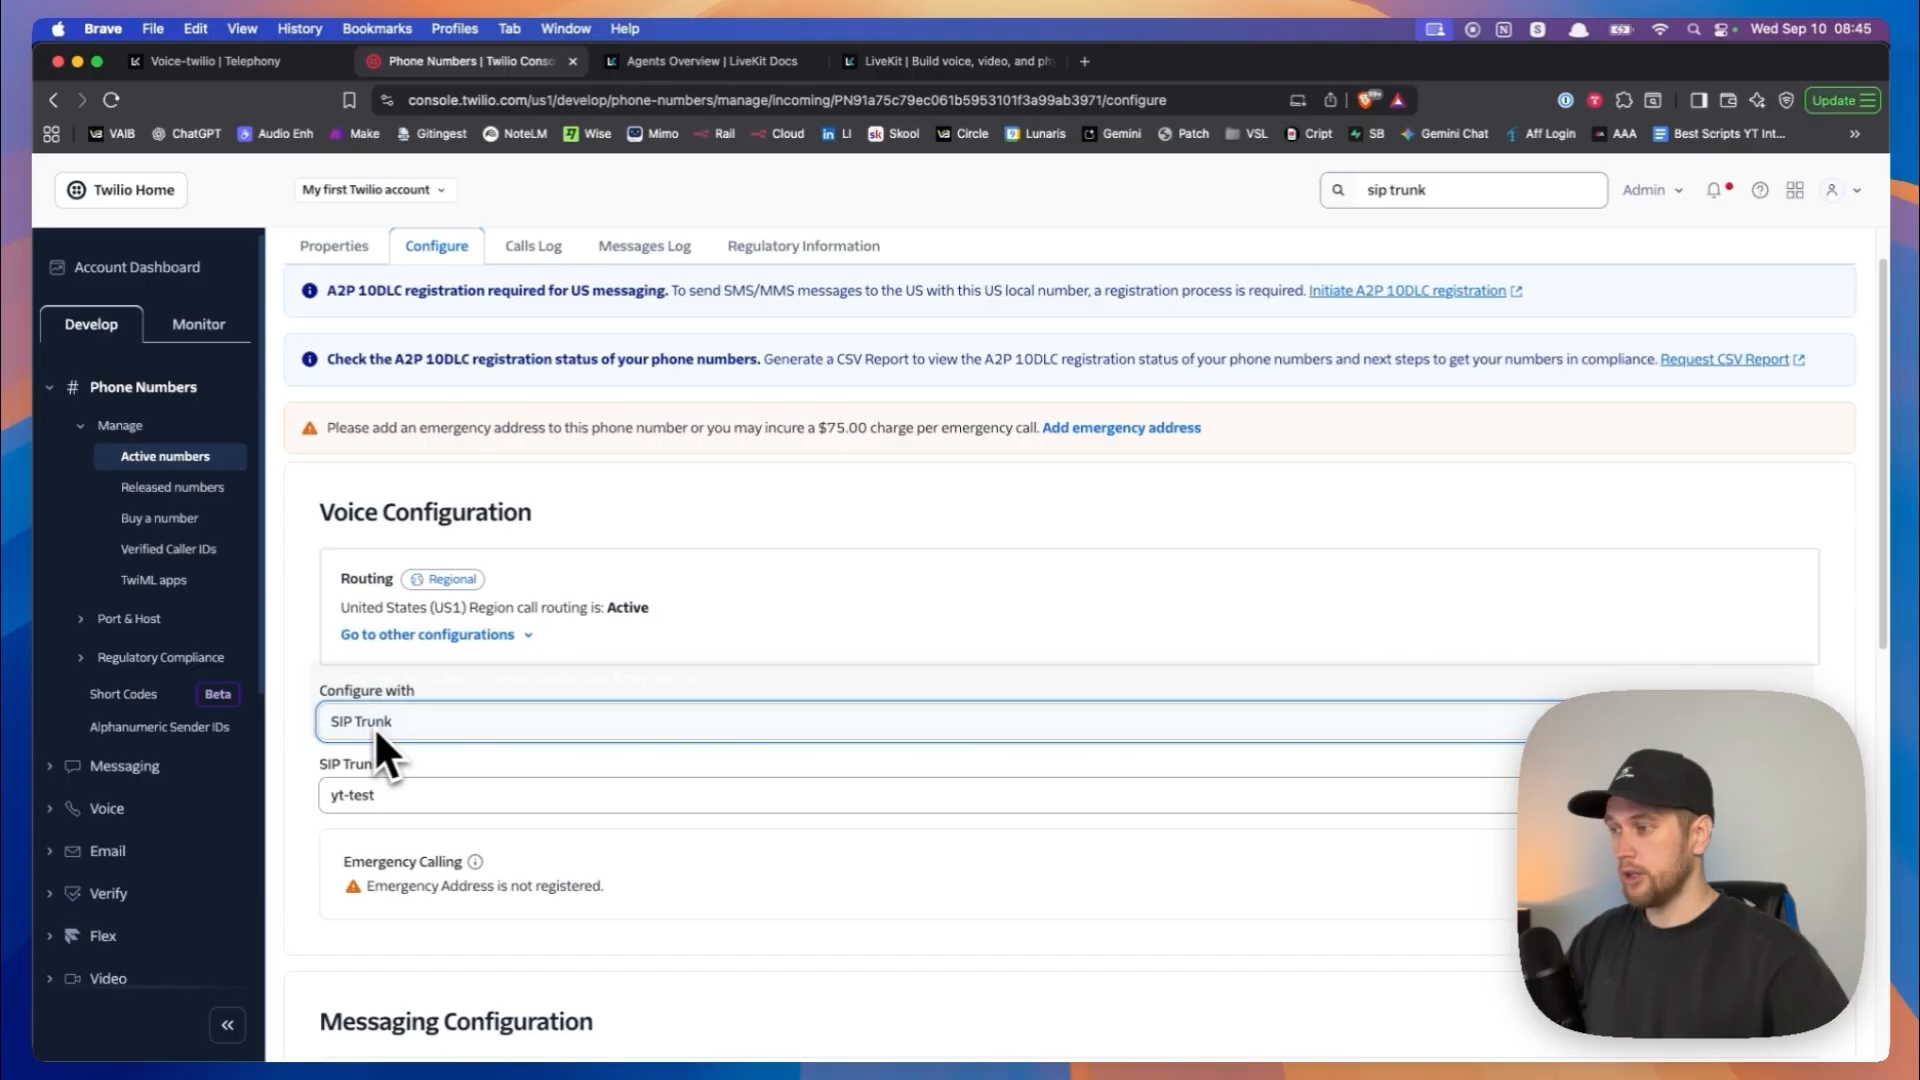 Brave File Edit View History Bookmarks Profiles Tab Window Help Wed Sep 10 08:45
Voice-twilio | Telephony Phone Numbers | Twilio Conso Agents Overview | LiveKit Docs LiveKit | Build voice, video, and ph
console.twilio.com/us1/develop/phone-numbers/manage/incoming/PN91a75c79ec061b5953101f3a99ab3971/configure 99+ Update
VAIB ChatGPT Audio Enh Make Gitingest NoteLM Wise Mimo Rail Cloud LI Skool Circle Lunaris Gemini Patch VSL Cript SB Gemini Chat Aff Login AAA Best Scripts YT Int...
Twilio Home My first Twilio account sip trunk Admin
Properties Configure Calls Log Messages Log Regulatory Information
A2P 10DLC registration required for US messaging. To send SMS/MMS messages to the US with this US local number, a registration process is required. Initiate A2P 10DLC registration
Check the A2P 10DLC registration status of your phone numbers. Generate a CSV Report to view the A2P 10DLC registration status of your phone numbers and next steps to get your numbers in compliance. Request CSV Report
Please add an emergency address to this phone number or you may incure a $75.00 charge per emergency call. Add emergency address
Account Dashboard
Develop Monitor
Phone Numbers
Manage
Active numbers
Released numbers
Buy a number
Verified Caller IDs
TwiML apps
Port & Host
Regulatory Compliance
Short Codes Beta
Alphanumeric Sender IDs
Messaging
Voice
Email
Verify
Flex
Video
Voice Configuration
Routing Regional
United States (US1) Region call routing is: Active
Go to other configurations
Configure with
SIP Trunk
SIP Trun
yt-test
Emergency Calling
Emergency Address is not registered.
Messaging Configuration